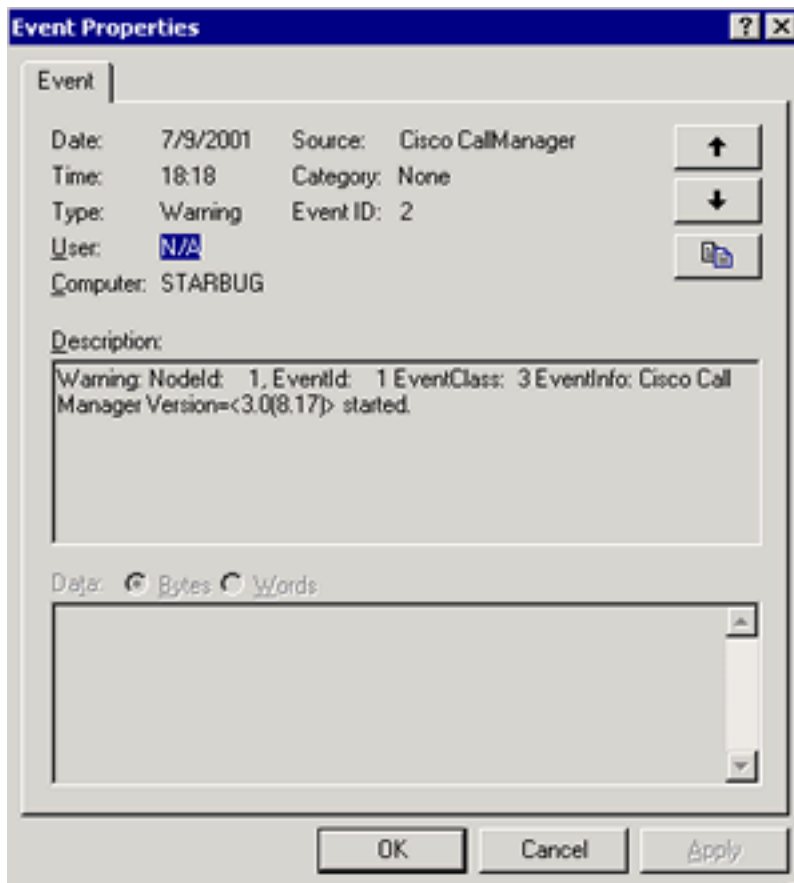 Event Properties
Event
Date: 7/9/2001 Source: Cisco CallManager
Time: 18:18 Category: None
Type: Warning Event ID: 2
User: N/A
Computer: STARBUG
Description:
Warning: NodeId: 1, EventId: 1 EventClass: 3 EventInfo: Cisco Call
Manager Version=<3.0(8.17)> started.
Data: Bytes Words
OK Cancel Apply